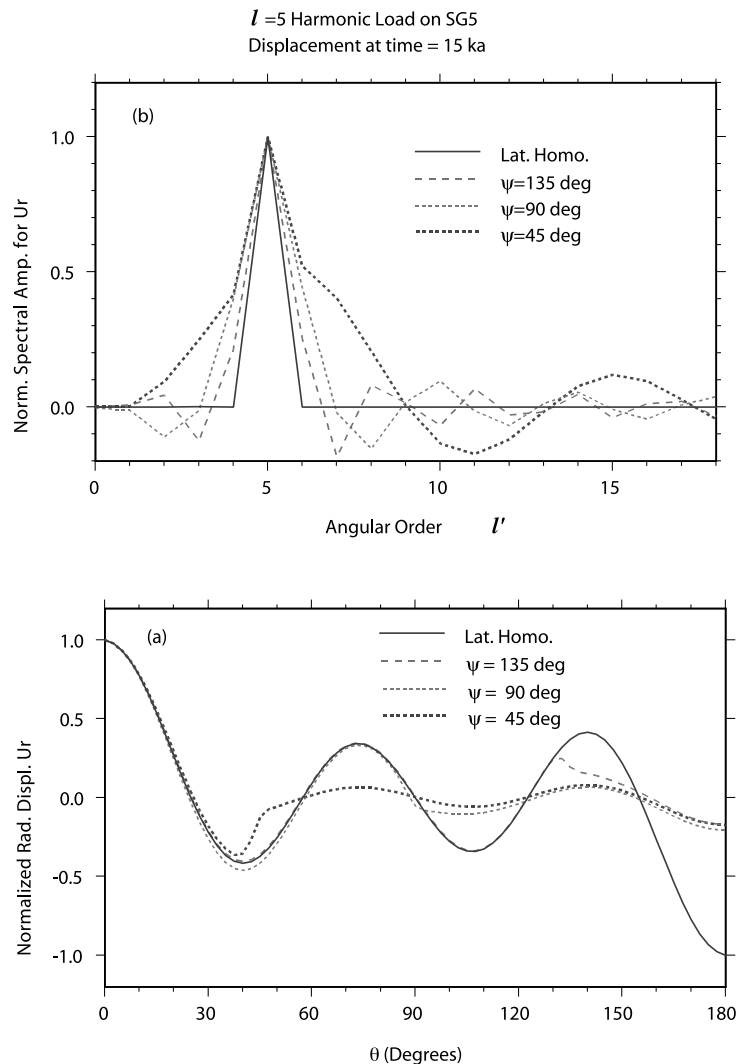 l =5 Harmonic Load on SG5
Displacement at time = 15 ka
(b)
Lat. Homo.
ψ=135 deg
ψ=90 deg
ψ=45 deg
Norm. Spectral Amp. for Ur
1.0
0.5
0.0
0 5 10 15
Angular Order l'
(a)
Lat. Homo.
ψ = 135 deg
ψ = 90 deg
ψ = 45 deg
Normalized Rad. Displ. Ur
1.0
0.5
0.0
-0.5
-1.0
0 30 60 90 120 150 180
θ (Degrees)